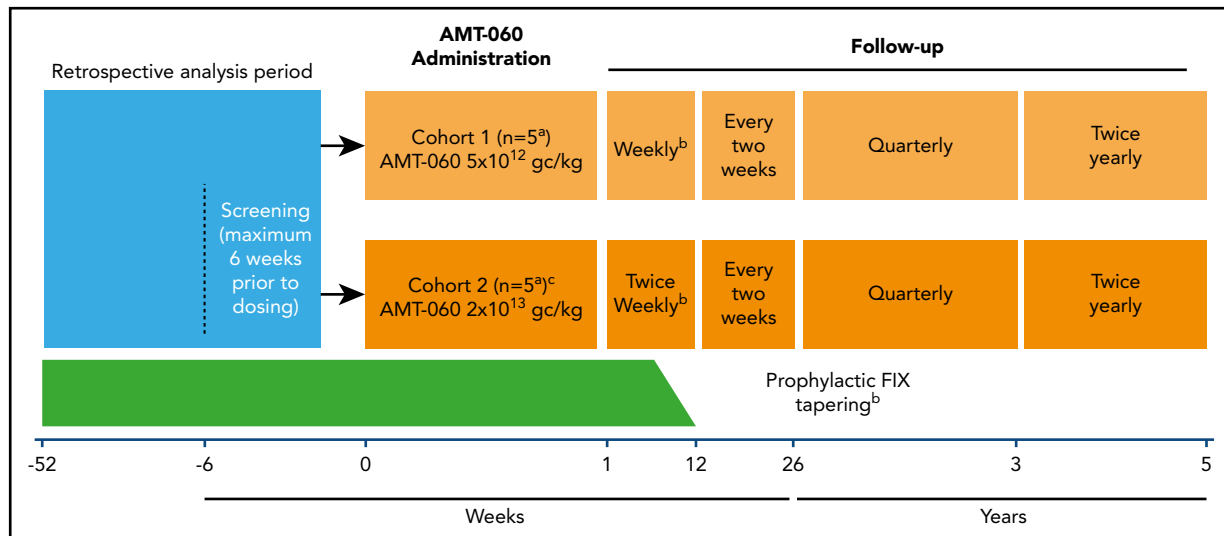 AMT-060
Administration
Follow-up
Retrospective analysis period
Screening
(maximum
6 weeks
prior to
dosing)
Cohort 1 (n=5ᵃ)
AMT-060 5x10¹² gc/kg
Weeklyᵇ
Every
two
weeks
Quarterly
Twice
yearly
Cohort 2 (n=5ᵃ)ᶜ
AMT-060 2x10¹³ gc/kg
Twice
Weeklyᵇ
Every
two
weeks
Quarterly
Twice
yearly
Prophylactic FIX
taperingᵇ
-52 -6 0 1 12 26 3 5
Weeks Years